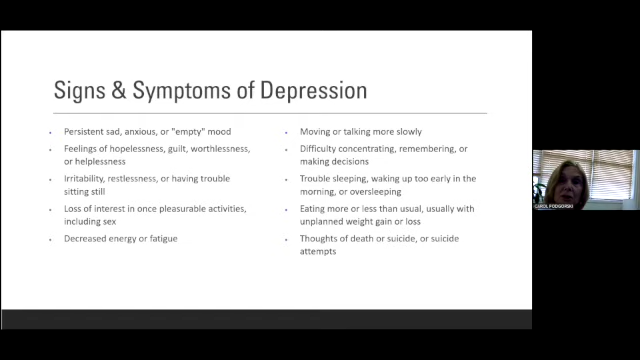 Signs & Symptoms of Depression
Persistent sad, anxious, or "empty" mood
Feelings of hopelessness, guilt, worthlessness,
or helplessness
Irritability, restlessness, or having trouble
sitting still
Loss of interest in once pleasurable activities,
including sex
Decreased energy or fatigue
Moving or talking more slowly
Difficulty concentrating, remembering, or
making decisions
Trouble sleeping, waking up too early in the
morning, or oversleeping
Eating more or less than usual, usually with
unplanned weight gain or loss
Thoughts of death or suicide, or suicide
attempts
CAROL PODGORSKI